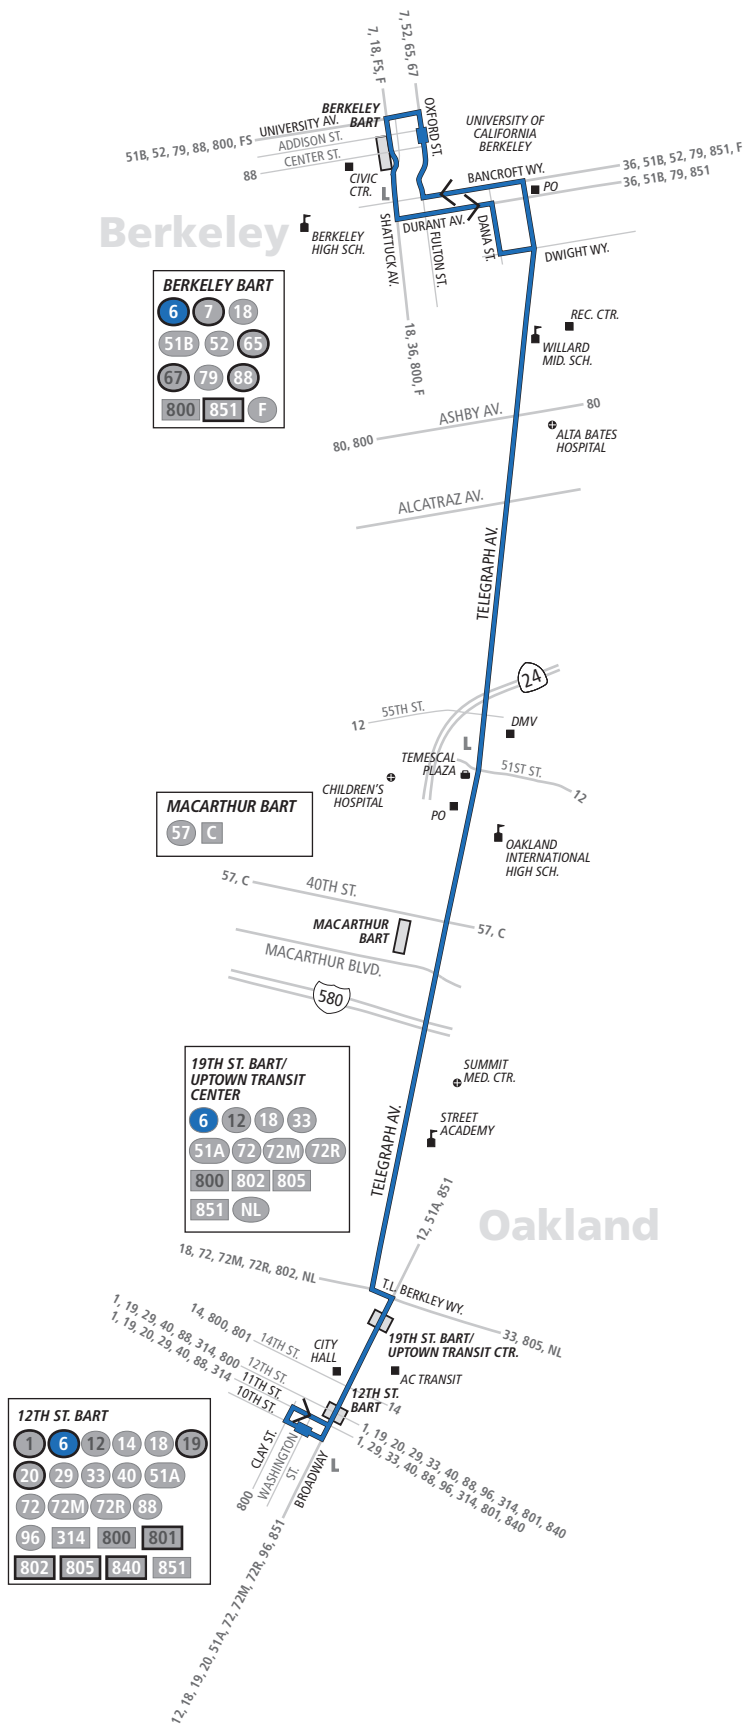 7, 18, FS, F
7, 52, 65, 67
BERKELEY
BART
OXFORD ST.
UNIVERSITY OF
CALIFORNIA
BERKELEY
UNIVERSITY AV.
ADDISON ST.
CENTER ST.
51B, 52, 79, 88, 800, FS
88
CIVIC
CTR.
L
BANCROFT WY.
36, 51B, 52, 79, 851, F
36, 51B, 79, 851
PO
Berkeley
BERKELEY
HIGH SCH.
SHATTUCK AV.
DURANT AV.
FULTON ST.
DANA ST.
DWIGHT WY.
BERKELEY BART
6 7 18
51B 52 65
67 79 88
800 851 F
18, 36, 800, F
REC. CTR.
WILLARD
MID. SCH.
ASHBY AV.
80
80, 800
ALTA BATES
HOSPITAL
ALCATRAZ AV.
TELEGRAPH AV.
24
55TH ST.
12
DMV
L
TEMESCAL
PLAZA
51ST ST.
12
CHILDREN'S
HOSPITAL
PO
MACARTHUR BART
57 C
OAKLAND
INTERNATIONAL
HIGH SCH.
57, C
40TH ST.
57, C
MACARTHUR
BART
MACARTHUR BLVD.
580
19TH ST. BART/
UPTOWN TRANSIT
CENTER
6 12 18 33
51A 72 72M 72R
800 802 805
851 NL
SUMMIT
MED. CTR.
STREET
ACADEMY
TELEGRAPH AV.
12, 51A, 851
Oakland
18, 72, 72M, 72R, 802, NL
T.L. BERKLEY WY.
33, 805, NL
14, 800, 801
14TH ST.
1, 19, 29, 40, 88, 314, 800
12TH ST.
1, 19, 20, 29, 40, 88, 314
11TH ST.
10TH ST.
CITY
HALL
19TH ST. BART/
UPTOWN TRANSIT CTR.
AC TRANSIT
12TH ST.
BART
14
12TH ST. BART
1 6 12 14 18 19
20 29 33 40 51A
72 72M 72R 88
96 314 800 801
802 805 840 851
CLAY ST.
WASHINGTON
ST.
BROADWAY
L
800
1, 19, 20, 29, 33, 40, 88, 96, 314, 801, 840
1, 29, 33, 40, 88, 96, 314, 801, 840
12, 18, 19, 20, 51A, 72, 72M, 72R, 96, 851